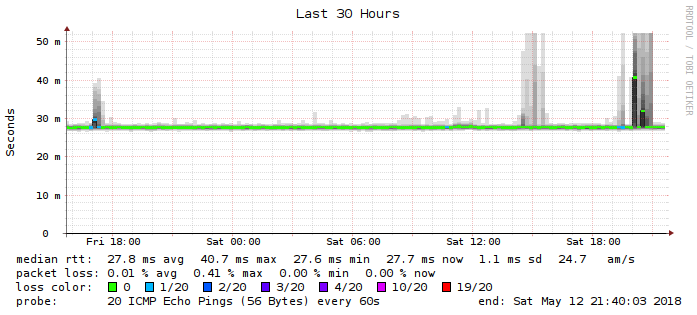 Last 30 Hours
RRDTOOL / TOBI OETIKER
Seconds
50 m
40 m
30 m
20 m
10 m
0
Fri 18:00 Sat 00:00 Sat 06:00 Sat 12:00 Sat 18:00
median rtt: 27.8 ms avg 40.7 ms max 27.6 ms min 27.7 ms now 1.1 ms sd 24.7 am/s
packet loss: 0.01 % avg 0.41 % max 0.00 % min 0.00 % now
loss color: 0 1/20 2/20 3/20 4/20 10/20 19/20
probe: 20 ICMP Echo Pings (56 Bytes) every 60s end: Sat May 12 21:40:03 2018